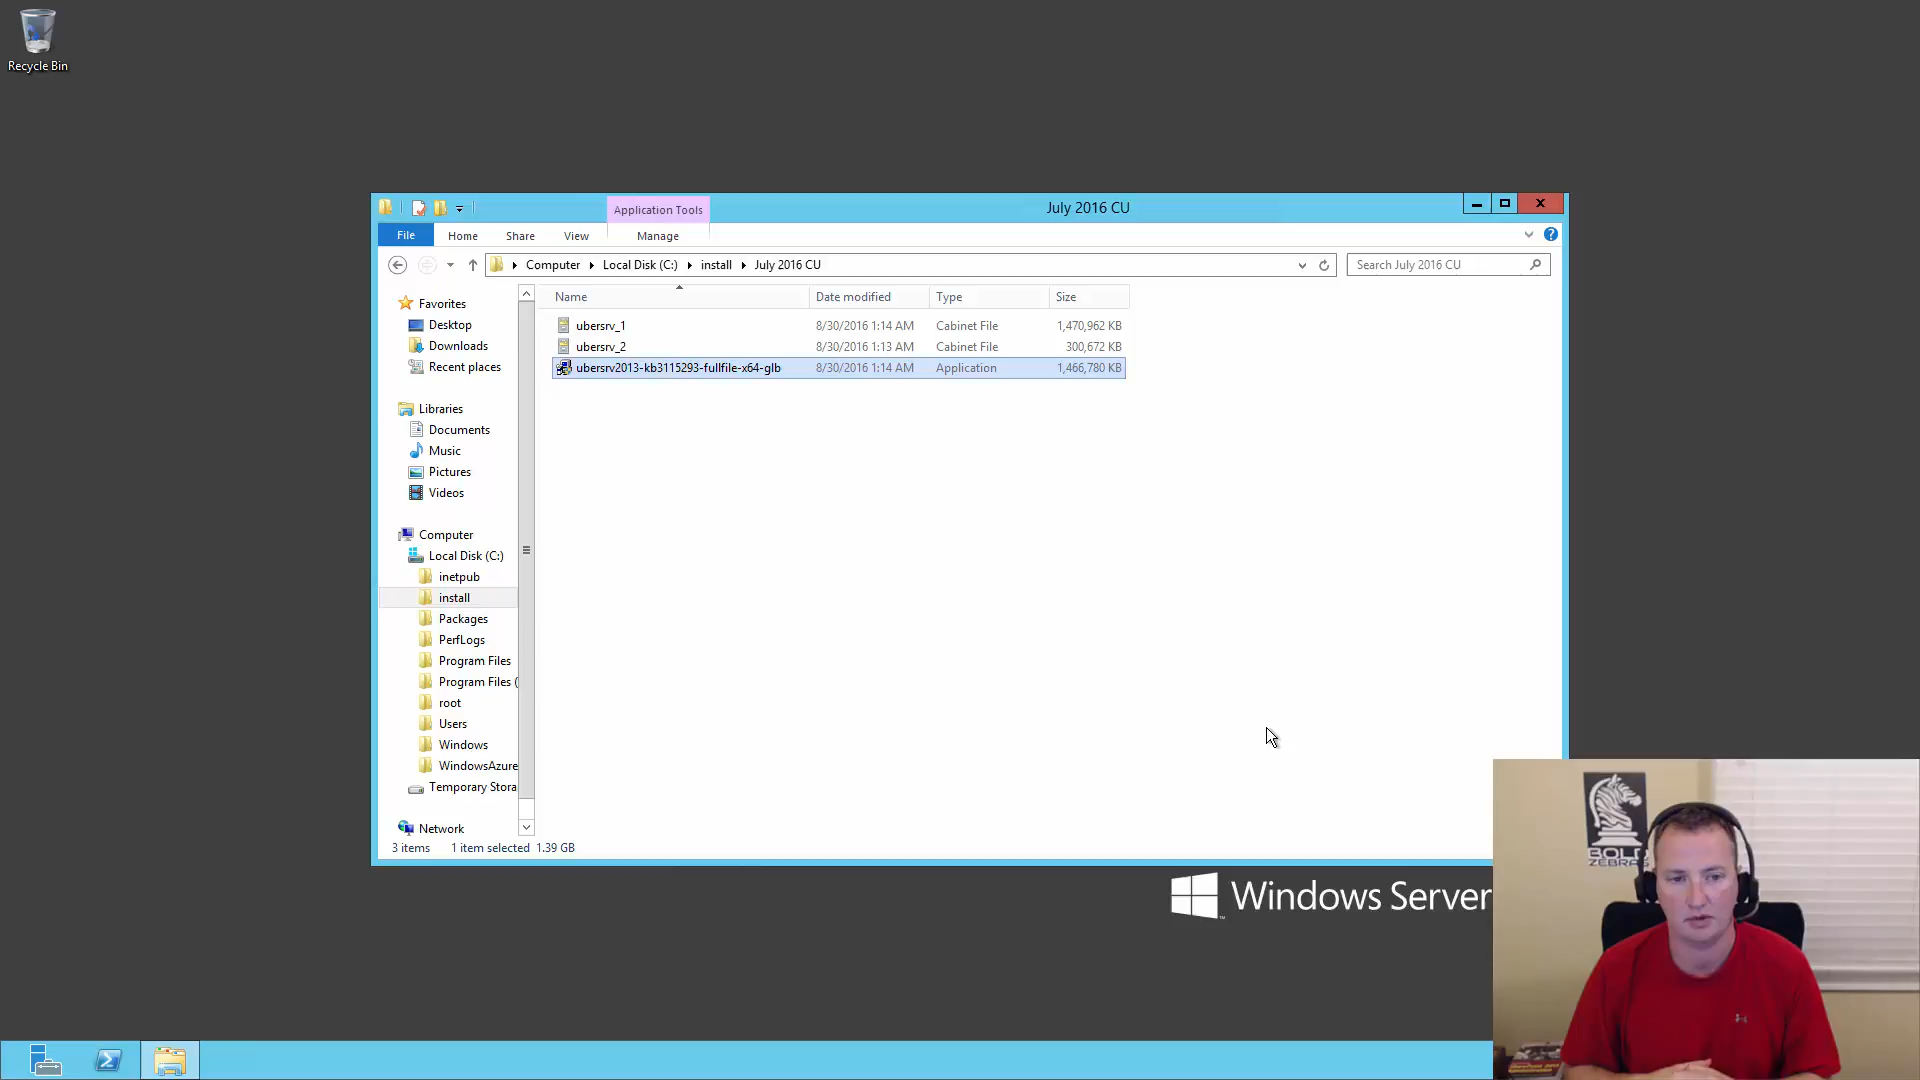 Recycle Bin
Application Tools
July 2016 CU
File
Home
Share
View
Manage
Computer
Local Disk (C:)
install
July 2016 CU
Search July 2016 CU
Name
Date modified
Type
Size
ubersrv_1
8/30/2016 1:14 AM
Cabinet File
1,470,962 KB
ubersrv_2
8/30/2016 1:13 AM
Cabinet File
300,672 KB
ubersrv2013-kb3115293-fullfile-x64-glb
8/30/2016 1:14 AM
Application
1,466,780 KB
Favorites
Desktop
Downloads
Recent places
Libraries
Documents
Music
Pictures
Videos
Computer
Local Disk (C:)
inetpub
install
Packages
PerfLogs
Program Files
Program Files (
root
Users
Windows
WindowsAzure
Temporary Stora
Network
3 items
1 item selected 1.39 GB
Windows Server
BOLD
ZEBRAS